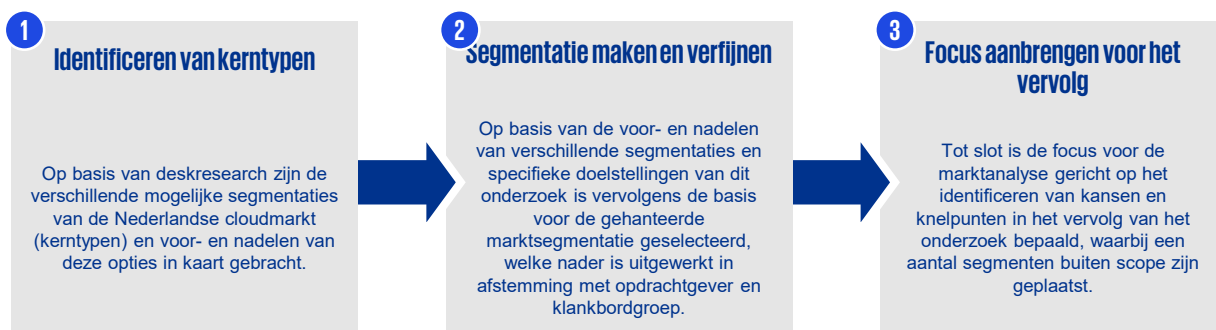 1
Identificeren van kerntypen
Op basis van deskresearch zijn de
verschillende mogelijke segmentaties
van de Nederlandse cloudmarkt
(kerntypen) en voor- en nadelen van
deze opties in kaart gebracht.
2
Segmentatie maken en verfijnen
Op basis van de voor- en nadelen
van verschillende segmentaties en
specifieke doelstellingen van dit
onderzoek is vervolgens de basis
voor de gehanteerde
marktsegmentatie geselecteerd,
welke nader is uitgewerkt in
afstemming met opdrachtgever en
klankbordgroep.
3
Focus aanbrengen voor het
vervolg
Tot slot is de focus voor de
marktanalyse gericht op het
identificeren van kansen en
knelpunten in het vervolg van het
onderzoek bepaald, waarbij een
aantal segmenten buiten scope zijn
geplaatst.